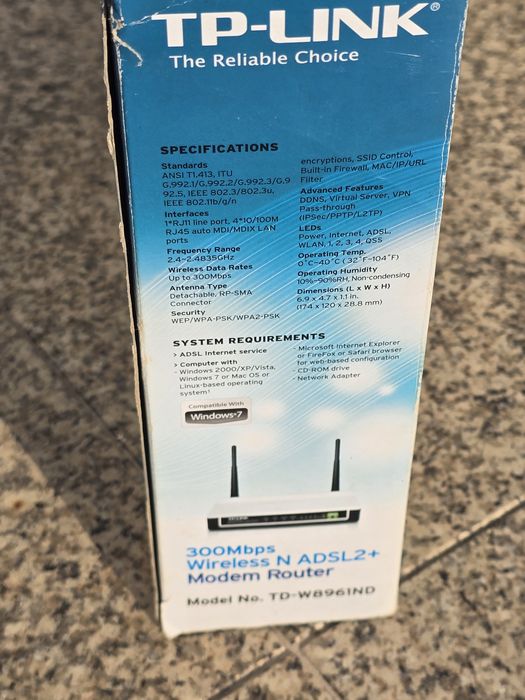 TP-LINK®
The Reliable Choice
SPECIFICATIONS
Standards
ANSI T1.413, ITU
G.992.1/G.992.2/G.992.3/G.9
92.5, IEEE 802.3/802.3u,
IEEE 802.11b/g/n
Interfaces
1*RJ11 line port, 4*10/100M
RJ45 auto MDI/MDIX LAN
ports
Frequency Range
2.4~2.4835GHz
Wireless Data Rates
Up to 300Mbps
Antenna Type
Detachable, RP-SMA
Connector
Security
WEP/WPA-PSK/WPA2-PSK
encryptions, SSID Control,
Built-in Firewall, MAC/IP/URL
Filter
Advanced Features
DDNS, Virtual Server, VPN
Pass-through
(IPSec/PPTP/L2TP)
LEDs
Power, Internet, ADSL,
WLAN, 1, 2, 3, 4, QSS
Operating Temp.
0℃~40℃ (32℉~104℉)
Operating Humidity
10%~90%RH, Non-condensing
Dimensions (L x W x H)
6.9 x 4.7 x 1.1 in.
(174 x 120 x 28.8 mm)
SYSTEM REQUIREMENTS
> ADSL Internet service
> Computer with
- Windows 2000/XP/Vista,
Windows 7 or Mac OS or
Linux-based operating
system
- Microsoft Internet Explorer
or FireFox or Safari browser
for web-based configuration
- CD-ROM drive
- Network Adapter
Compatible With
Windows®7
TP-LINK
300Mbps
Wireless N ADSL2+
Modem Router
Model No. TD-W8961ND